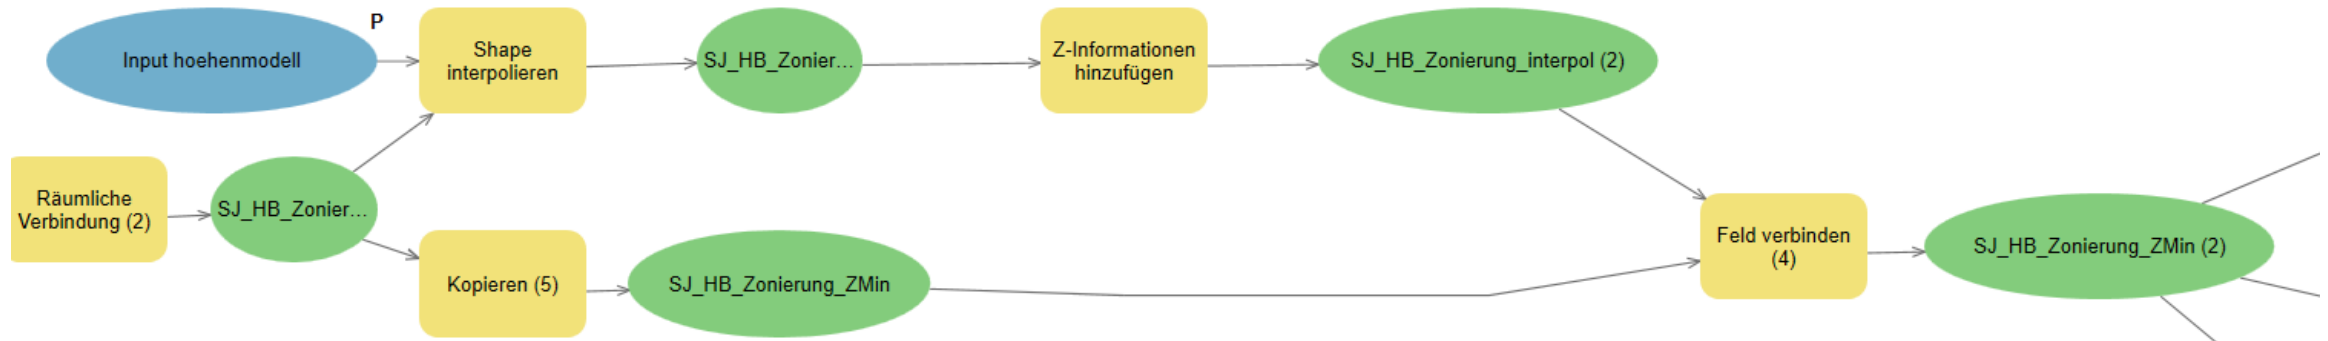 P
Input hoehenmodell
Shape
interpolieren
SJ_HB_Zonier...
Z-Informationen
hinzufügen
SJ_HB_Zonierung_interpol (2)
Räumliche
Verbindung (2)
SJ_HB_Zonier...
Kopieren (5)
SJ_HB_Zonierung_ZMin
Feld verbinden
(4)
SJ_HB_Zonierung_ZMin (2)